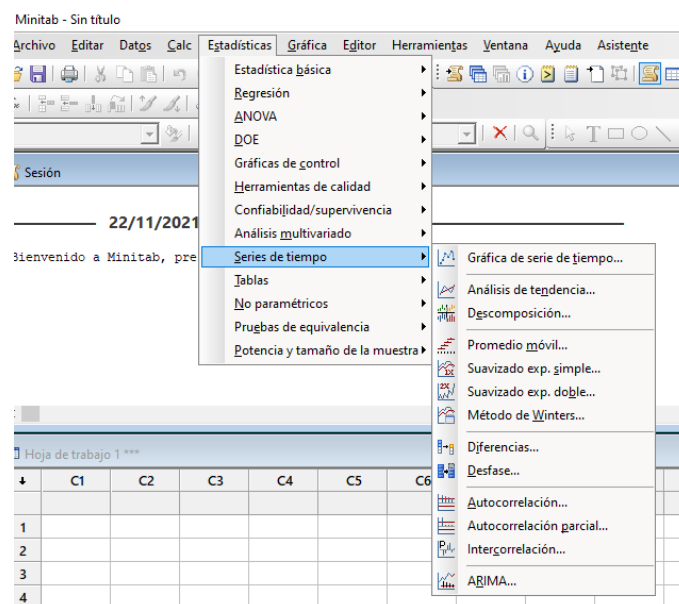 Minitab - Sin título
Archivo Editar Datos Calc Estadísticas Gráfica Editor Herramientas Ventana Ayuda Asistente
Estadística básica
Regresión
ANOVA
DOE
Gráficas de control
Herramientas de calidad
Confiabilidad/supervivencia
Análisis multivariado
Series de tiempo
Tablas
No paramétricos
Pruebas de equivalencia
Potencia y tamaño de la muestra
Sesión
22/11/2021
Bienvenido a Minitab, pre
Gráfica de serie de tiempo...
Análisis de tendencia...
Descomposición...
Promedio móvil...
Suavizado exp. simple...
Suavizado exp. doble...
Método de Winters...
Diferencias...
Desfase...
Autocorrelación...
Autocorrelación parcial...
Intercorrelación...
ARIMA...
Hoja de trabajo 1 ***
C1 C2 C3 C4 C5 C6
1
2
3
4